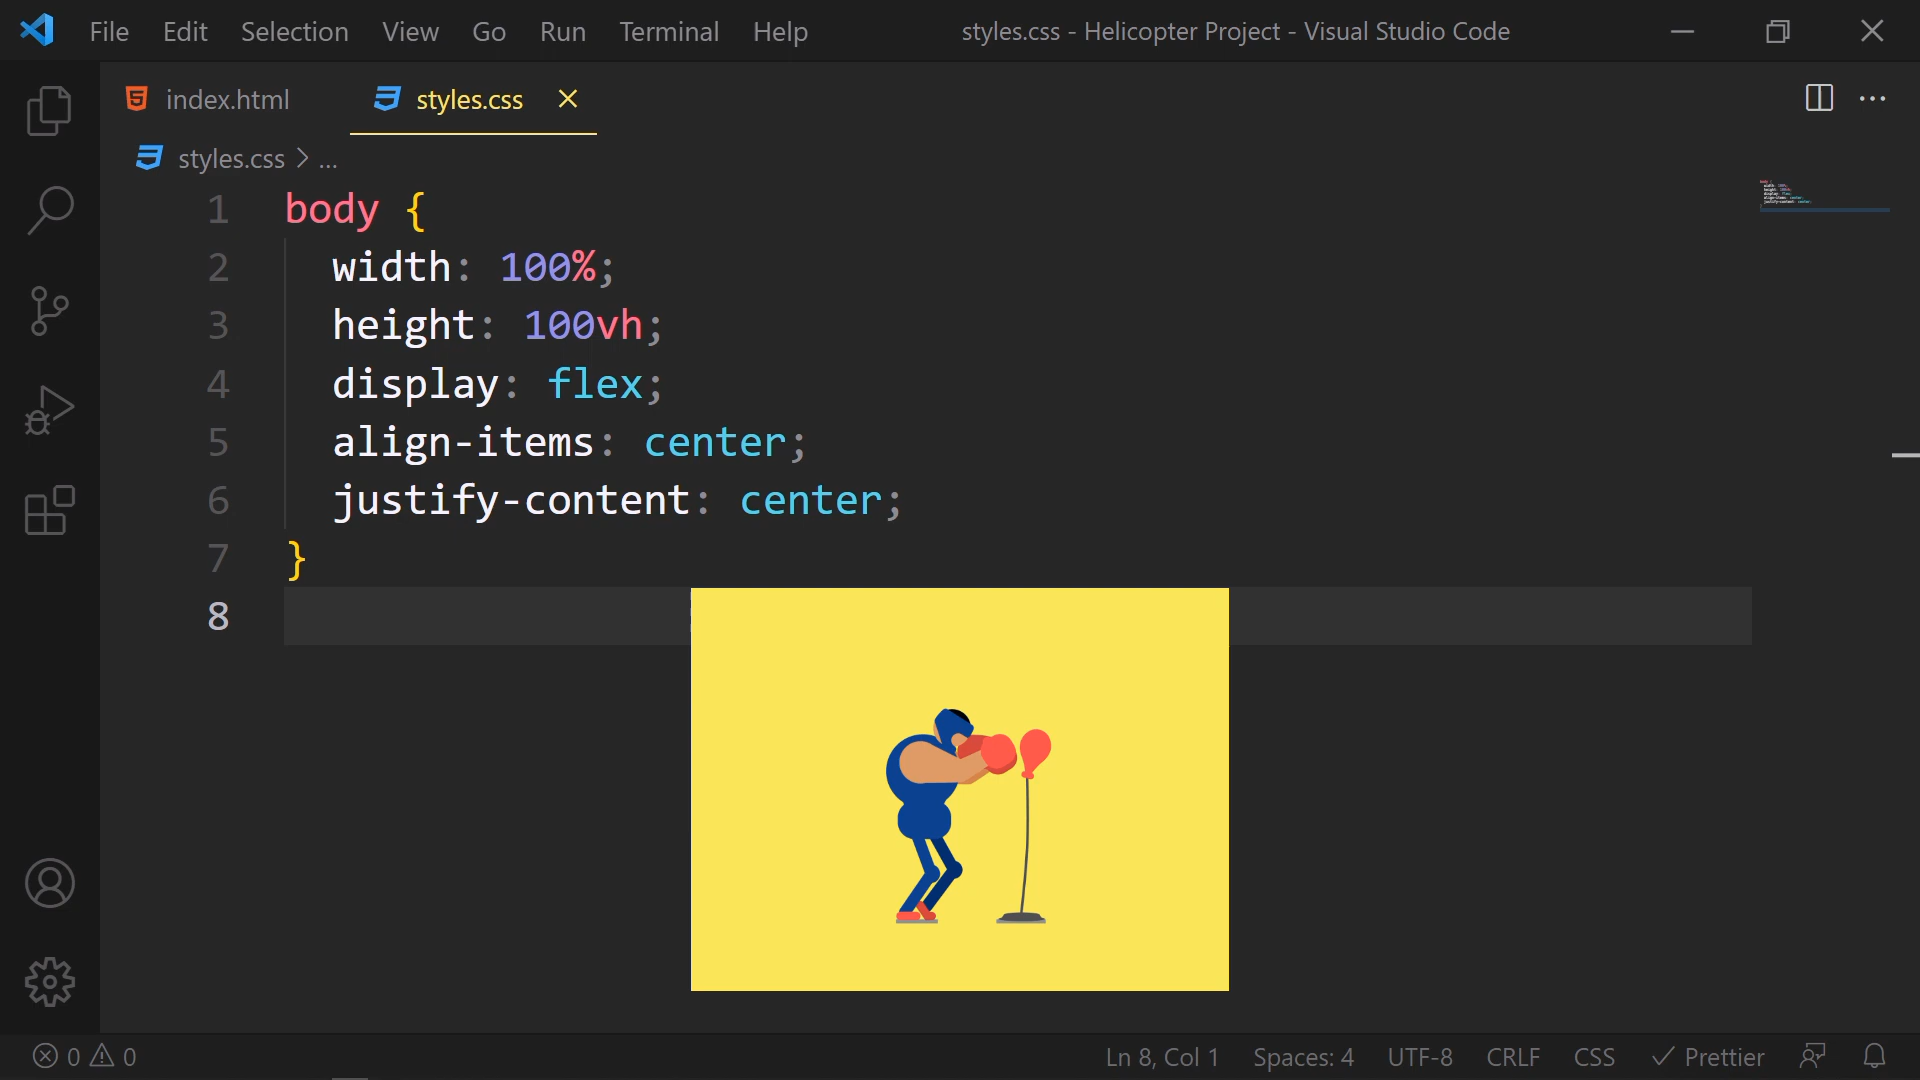 File Edit Selection View Go Run Terminal Help styles.css - Helicopter Project - Visual Studio Code
index.html styles.css
styles.css > ...
1 body {
2 width: 100%;
3 height: 100vh;
4 display: flex;
5 align-items: center;
6 justify-content: center;
7 }
8
0 0 Ln 8, Col 1 Spaces: 4 UTF-8 CRLF CSS Prettier